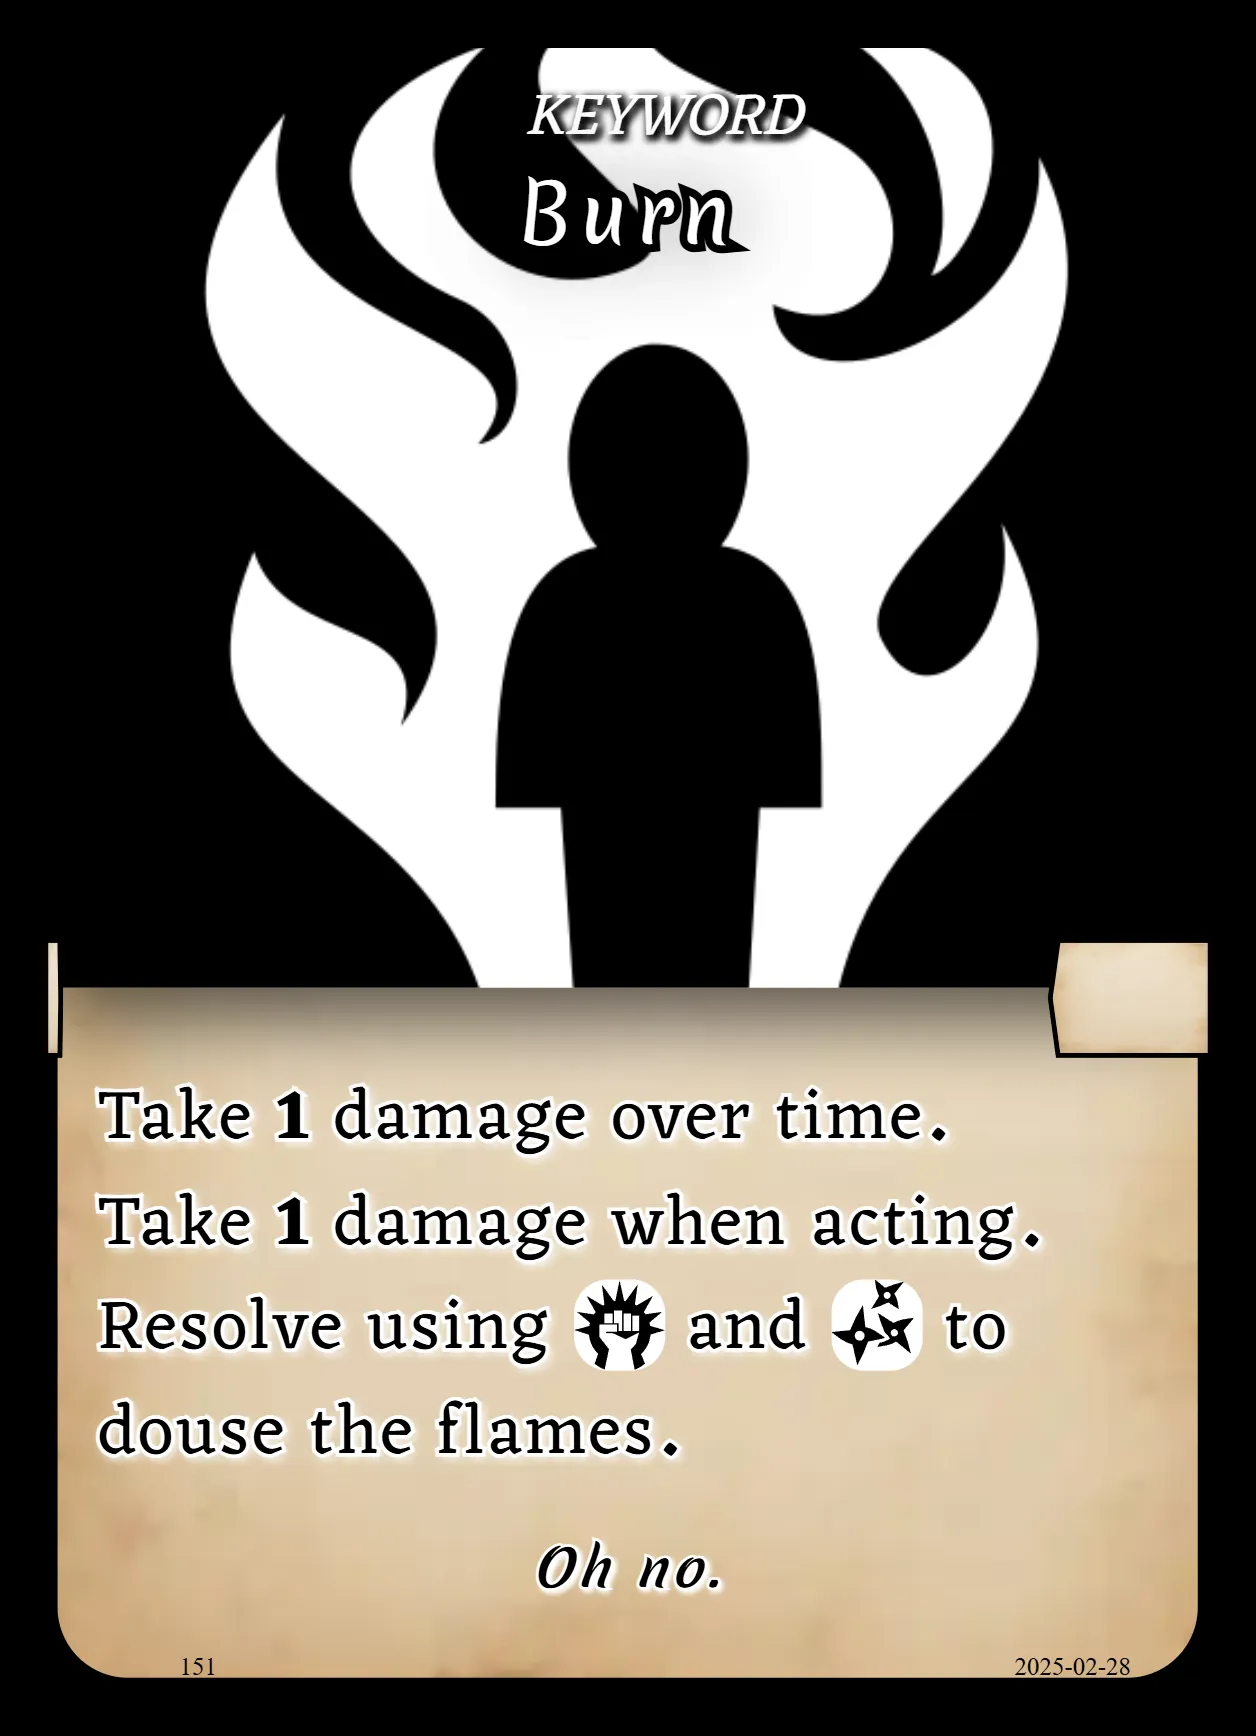 KEYWORD
Burn
Take 1 damage over time.
Take 1 damage when acting.
Resolve using and to
douse the flames.
Oh no.
151 2025-02-28